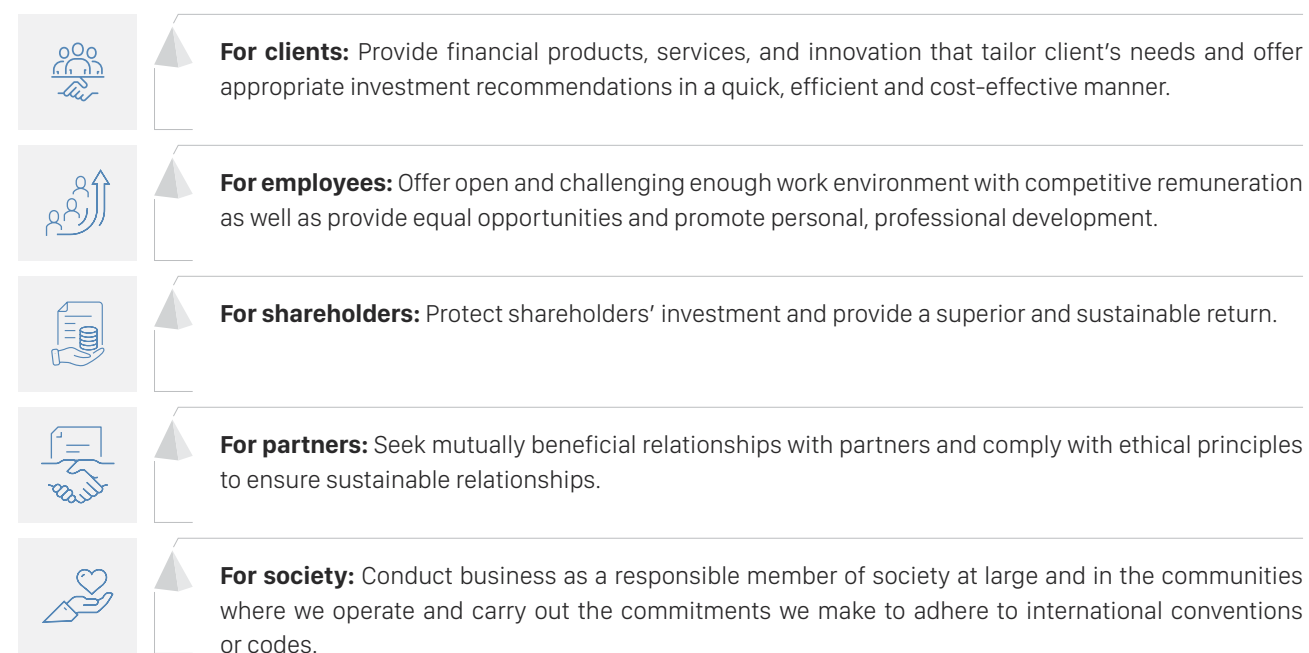 For clients: Provide financial products, services, and innovation that tailor client's needs and offer
appropriate investment recommendations in a quick, efficient and cost-effective manner.
For employees: Offer open and challenging enough work environment with competitive remuneration
as well as provide equal opportunities and promote personal, professional development.
For shareholders: Protect shareholders' investment and provide a superior and sustainable return.
For partners: Seek mutually beneficial relationships with partners and comply with ethical principles
to ensure sustainable relationships.
For society: Conduct business as a responsible member of society at large and in the communities
where we operate and carry out the commitments we make to adhere to international conventions
or codes.